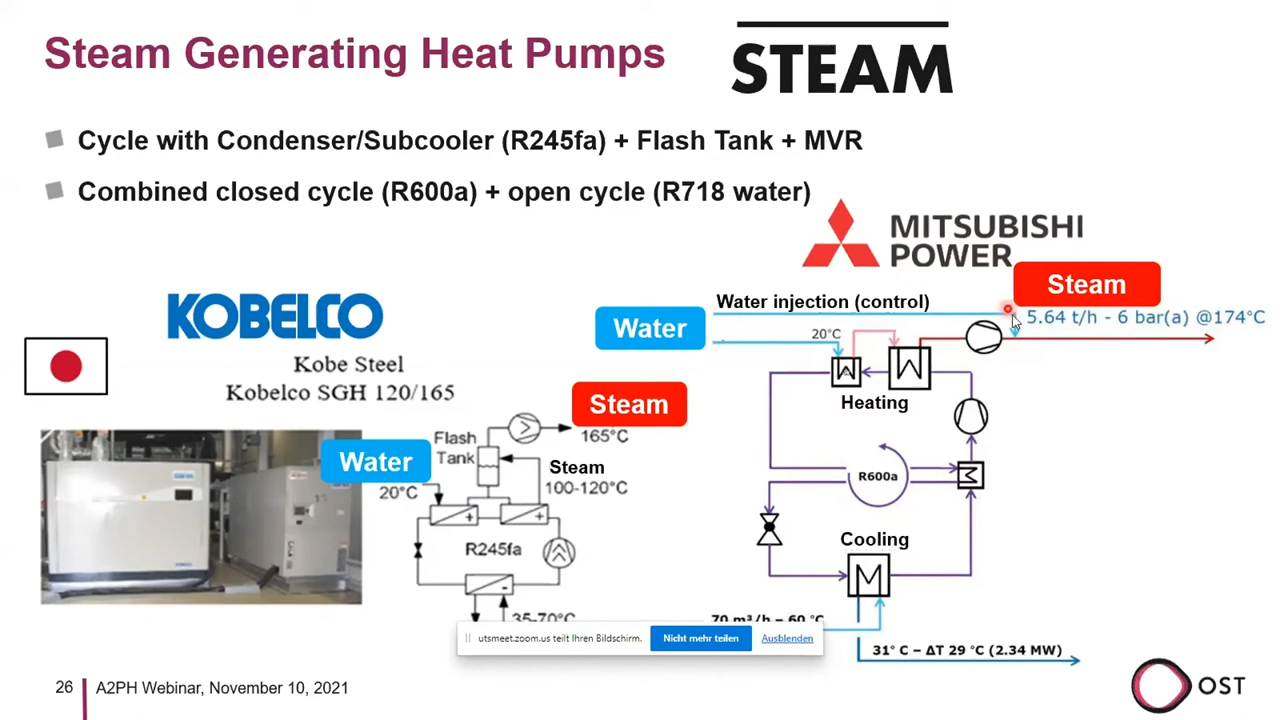 Steam Generating Heat Pumps
STEAM
Cycle with Condenser/Subcooler (R245fa) + Flash Tank + MVR
Combined closed cycle (R600a) + open cycle (R718 water)
KOBELCO
Kobe Steel
Kobelco SGH 120/165
Water
20°C
Flash
Tank
Steam
165°C
Steam
100-120°C
R245fa
35-70°C
MITSUBISHI
POWER
Steam
Water injection (control)
Water
5.64 t/h - 6 bar(a) @174°C
20°C
Heating
R600a
Cooling
70 m³/h – 60 °C
31° C – ΔT 29 °C (2.34 MW)
utsmeet.zoom.us teilt Ihren Bildschirm.
Nicht mehr teilen
Ausblenden
26
A2PH Webinar, November 10, 2021
OST